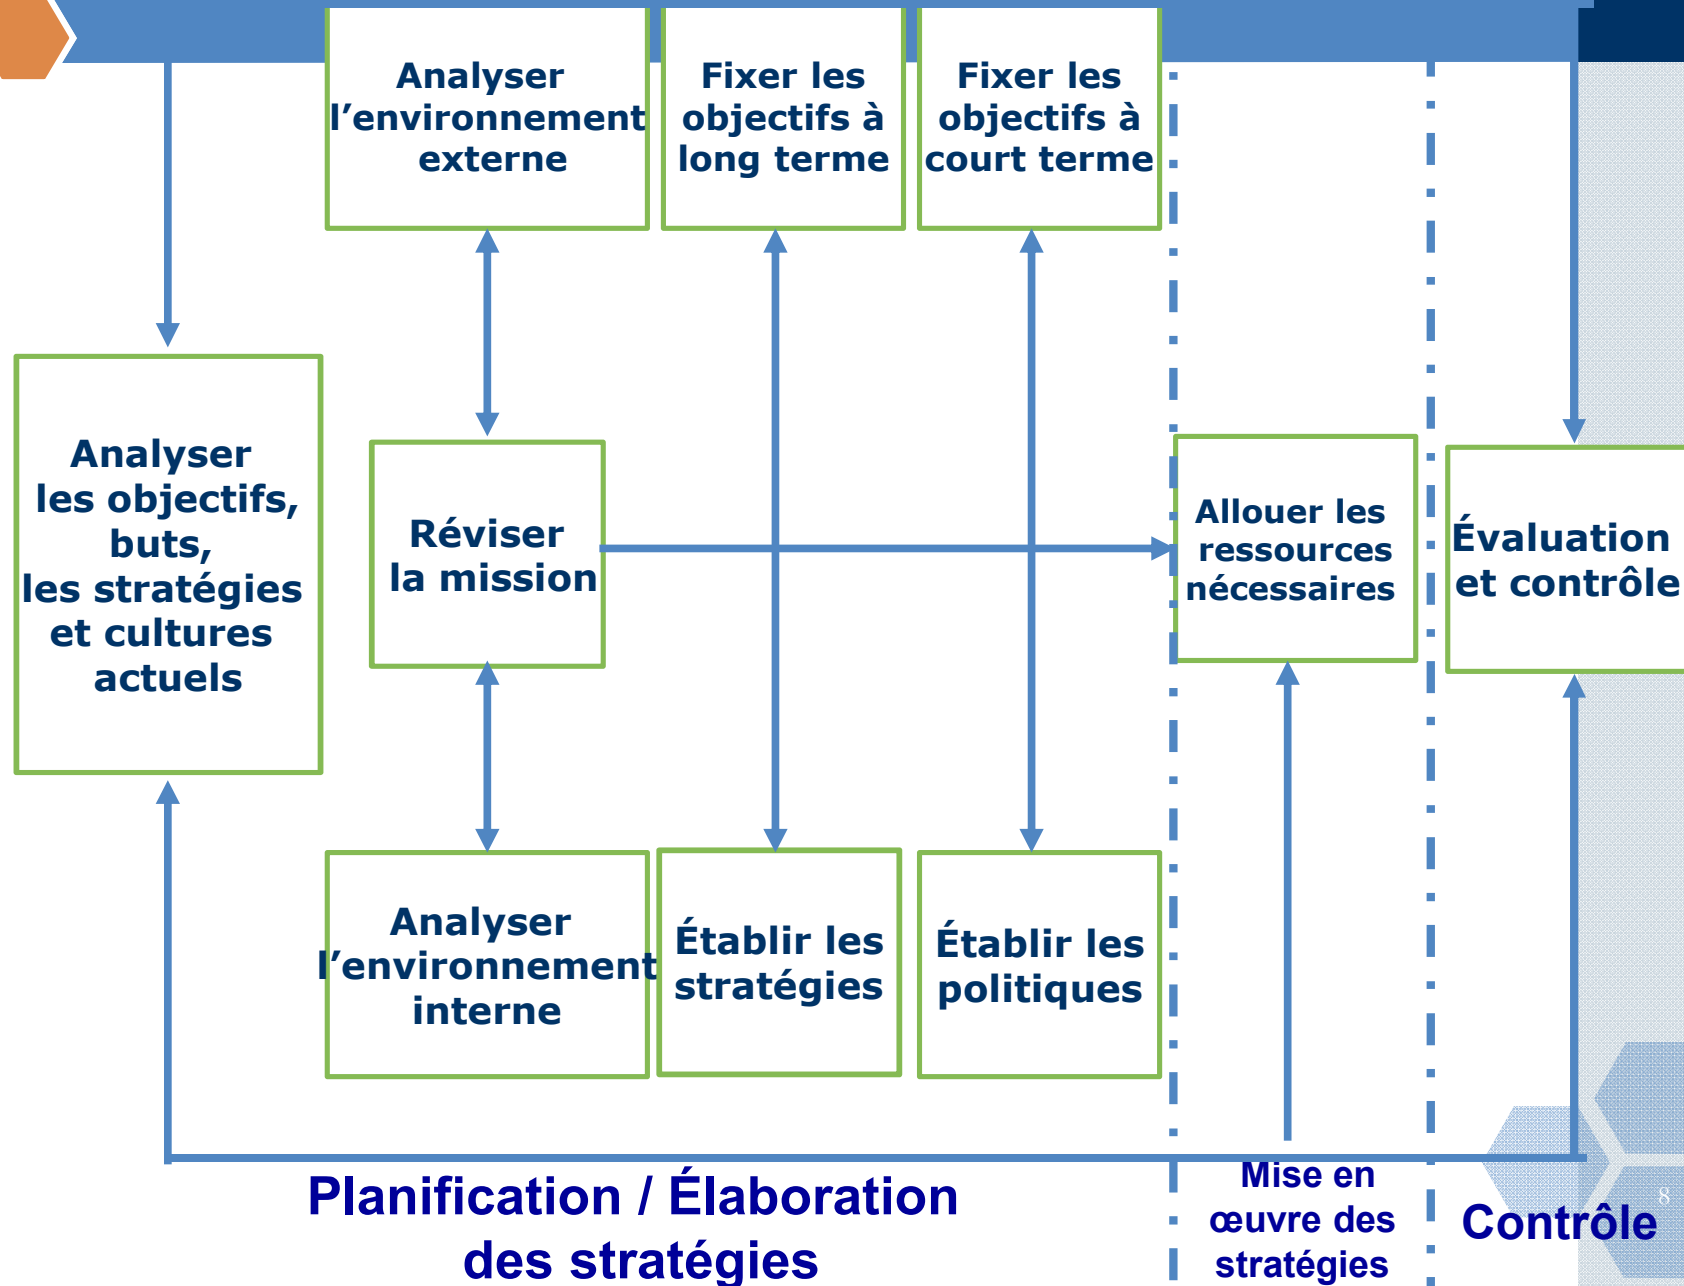 Analyser
l’environnement
externe
Fixer les
objectifs à
long terme
Fixer les
objectifs à
court terme
Analyser
les objectifs,
buts,
les stratégies
et cultures
actuels
Réviser
la mission
Allouer les
ressources
nécessaires
Évaluation
et contrôle
Analyser
l’environnement
interne
Établir les
stratégies
Établir les
politiques
Planification / Élaboration
des stratégies
Mise en
œuvre des
stratégies
Contrôle
8